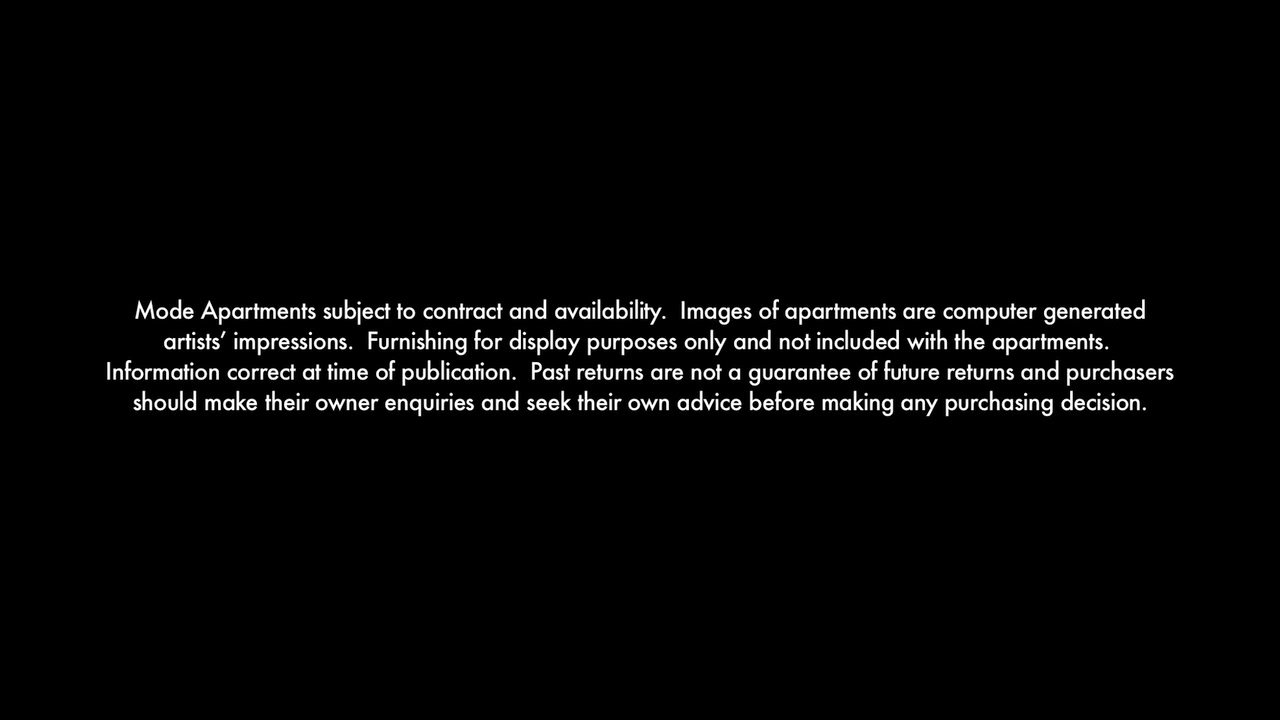 Mode Apartments subject to contract and availability.  Images of apartments are computer generated
artists’ impressions.  Furnishing for display purposes only and not included with the apartments.
Information correct at time of publication.  Past returns are not a guarantee of future returns and purchasers
should make their owner enquiries and seek their own advice before making any purchasing decision.